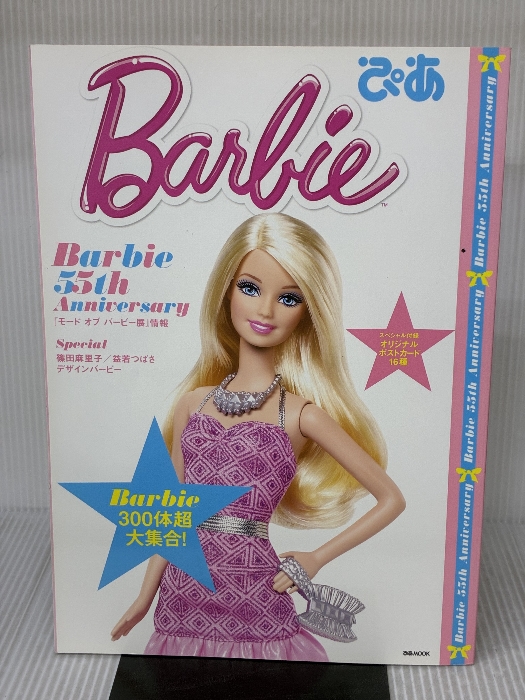 Barbie
TM
ぴあ
Barbie
55th
Anniversary
「モード オブ バービー展」情報
Special
篠田麻里子／益若つばさ
デザインバービー
スペシャル付録
オリジナル
ポストカード
16種
Barbie
300体超
大集合!
ぴあMOOK
Barbie 55th Anniversary
Barbie 55th Anniversary
Barbie 55th Anniversary